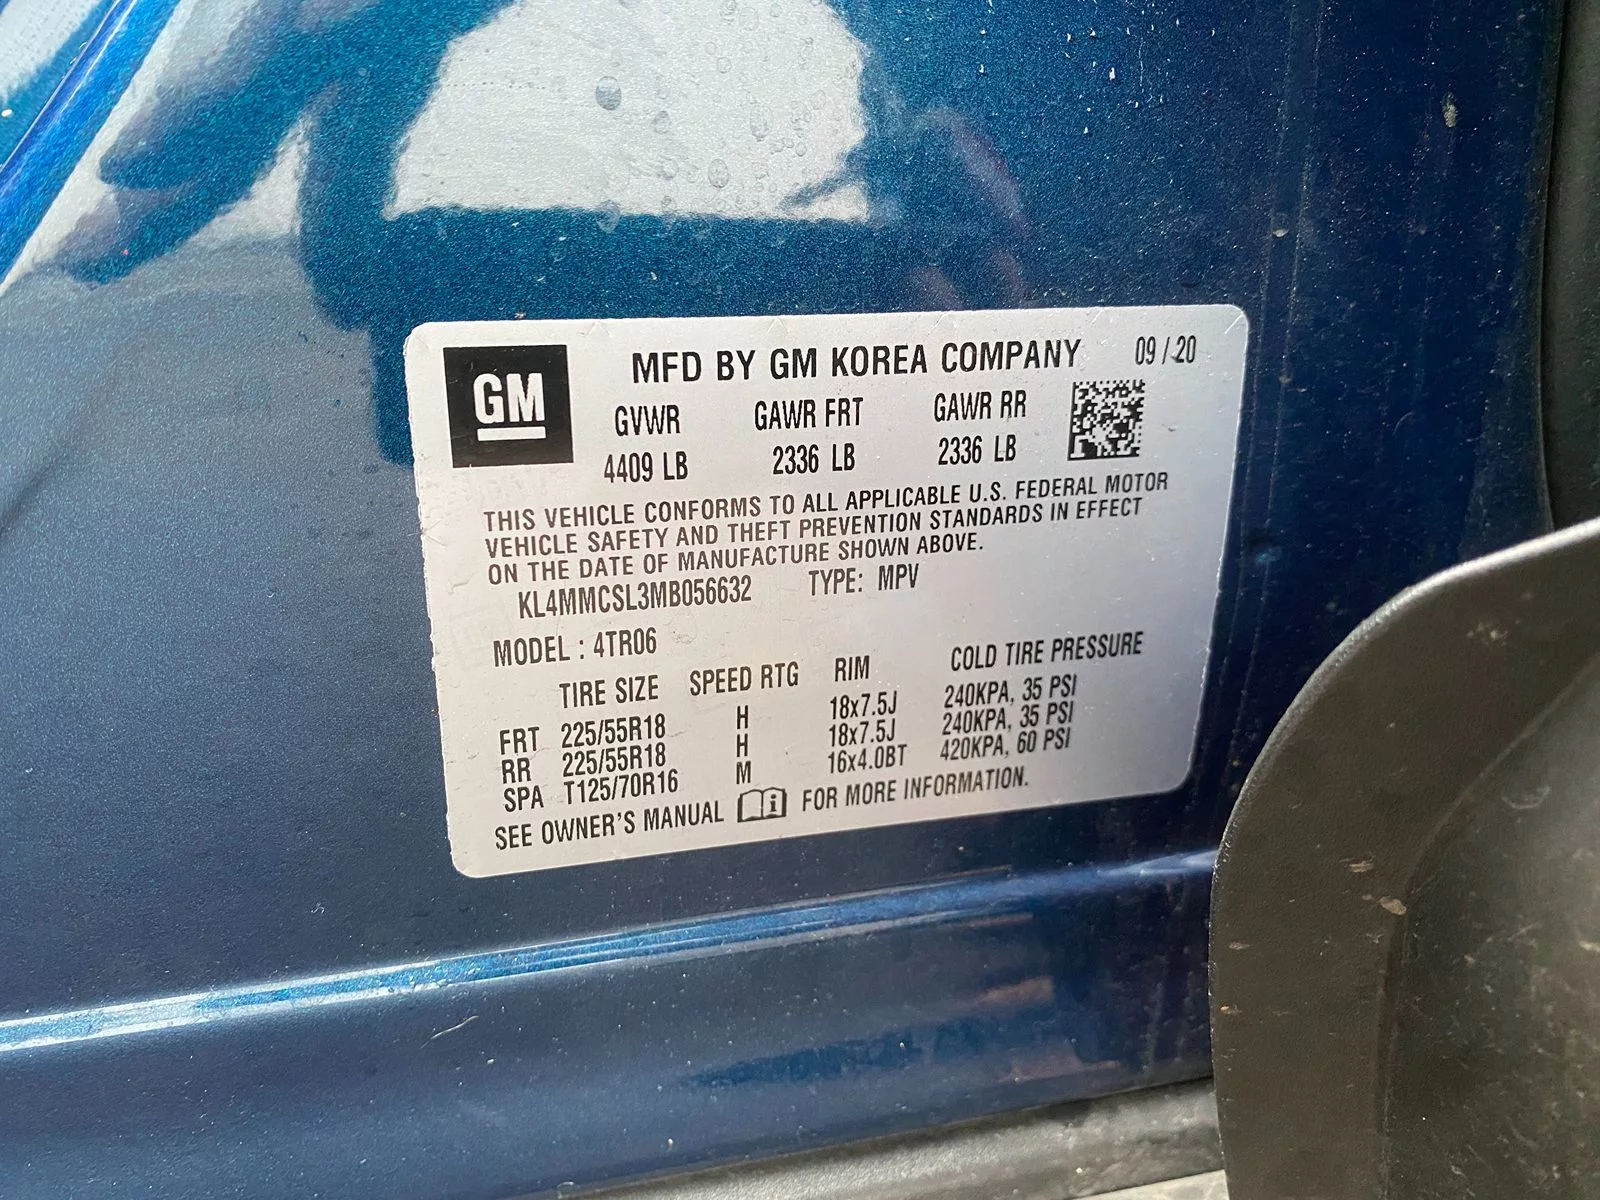 GM
MFD BY GM KOREA COMPANY 09/20
GVWR GAWR FRT GAWR RR
4409 LB 2336 LB 2336 LB
THIS VEHICLE CONFORMS TO ALL APPLICABLE U.S. FEDERAL MOTOR
VEHICLE SAFETY AND THEFT PREVENTION STANDARDS IN EFFECT
ON THE DATE OF MANUFACTURE SHOWN ABOVE.
KL4MMCSL3MB056632 TYPE: MPV
MODEL : 4TR06
TIRE SIZE SPEED RTG RIM COLD TIRE PRESSURE
FRT 225/55R18 H 18x7.5J 240KPA, 35 PSI
RR 225/55R18 H 18x7.5J 240KPA, 35 PSI
SPA T125/70R16 M 16x4.0BT 420KPA, 60 PSI
SEE OWNER'S MANUAL i FOR MORE INFORMATION.